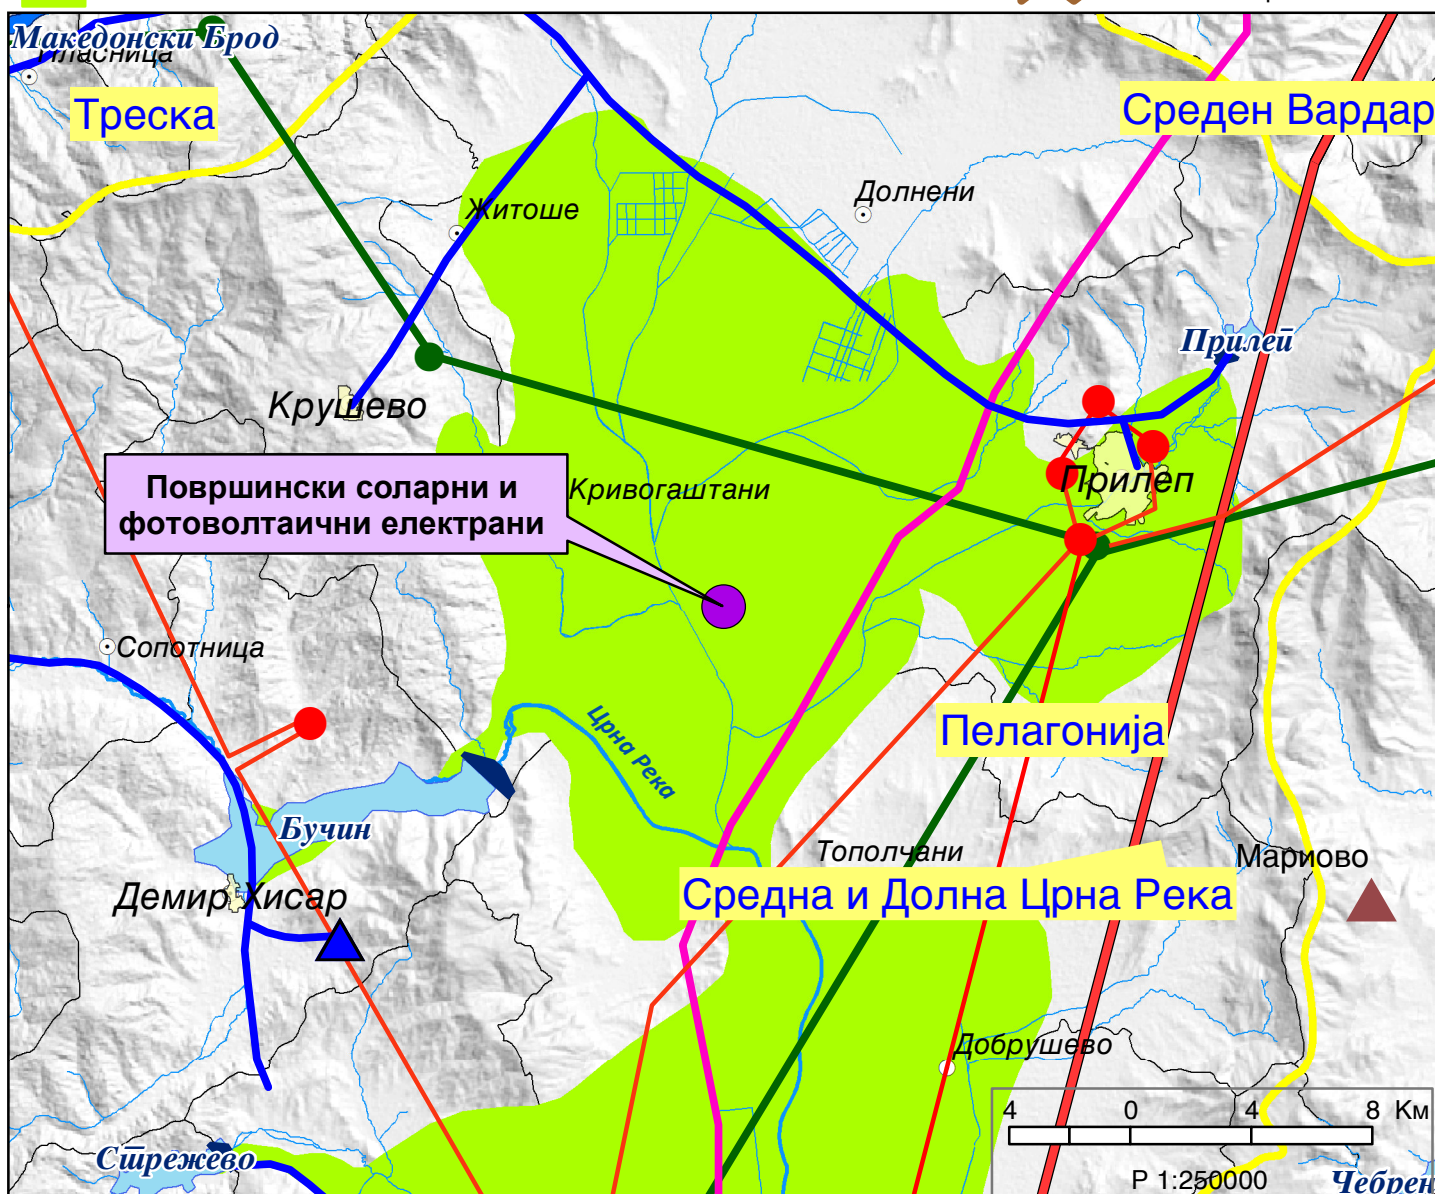 Македонски Брод
Пласница
Треска
Среден Вардар
Житоше
Долнени
Прилеп
Крушево
Прилеп
Површински соларни и
фотоволтаични електрани
Кривогаштани
Сопотница
Црна Река
Пелагонија
Бучин
Тополчани
Мариово
Демир Хисар
Средна и Долна Црна Река
Добрушево
4 0 4 8 Км
Р 1:250000
Стрежево
Чебрен